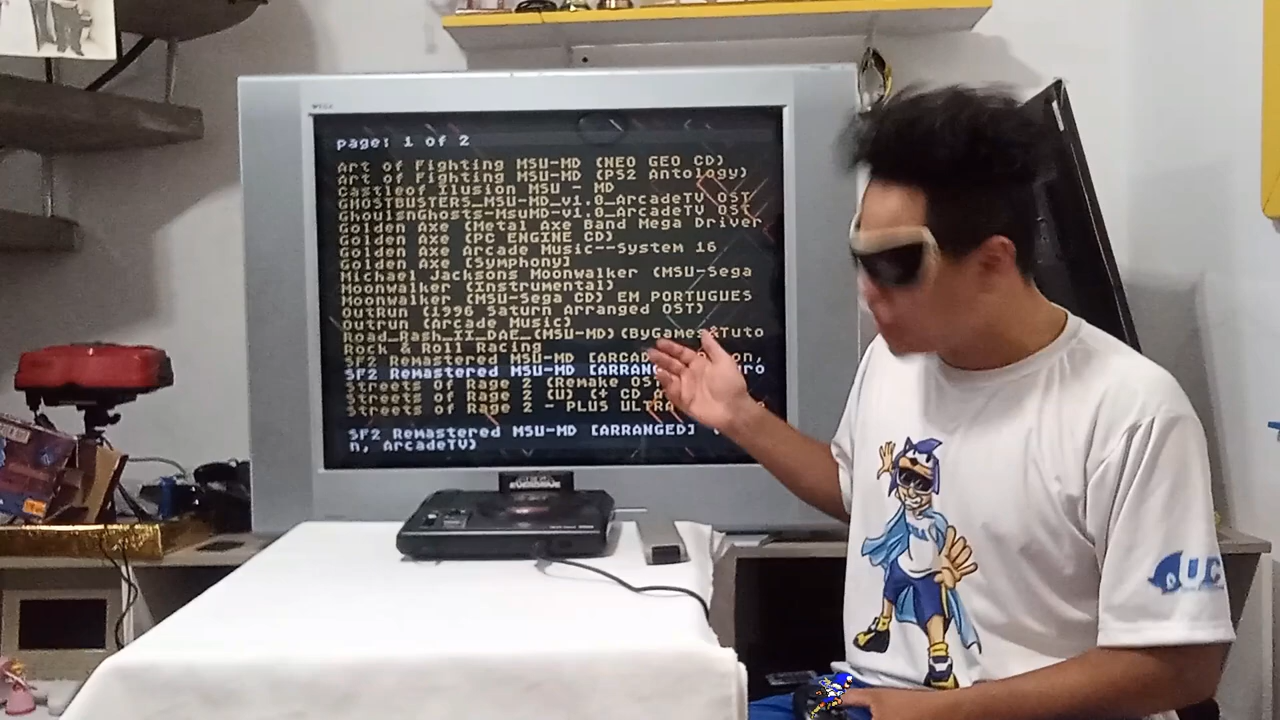 page: 1 of 2
Art of Fighting MSU-MD (NEO GEO CD)
Art of Fighting MSU-MD (PS2 Antology)
Castleof Ilusion MSU - MD
GHOSTBUSTERS_MSU-MD_v1.0_ArcadeTV OST
GhoulsnGhosts-MsuMD-v1.0_ArcadeTV OST
Golden Axe (Metal Axe Band Mega Driver
Golden Axe (PC ENGINE CD)
Golden Axe Arcade Music--System 16
Golden Axe [Symphony]
Michael Jacksons Moonwalker (MSU-Sega
Moonwalker (Instrumental)
Moonwalker (MSU-Sega CD) EM PORTUGUES
OutRun (1996 Saturn Arranged OST)
Outrun (Arcade Music)
Road_Rash_II_DAE_(MSU-MD)(ByGames&Tuto
Rock & Roll Racing
SF2 Remastered MSU-MD [ARCAD
SF2 Remastered MSU-MD [ARRANG
Streets Of Rage 2 (Remake OST
Streets Of Rage 2 (U) (+ CD
Streets of Rage 2 - PLUS ULTRA
SF2 Remastered MSU-MD [ARRANGED] (
n, ArcadeTV)
EVERDRIVE